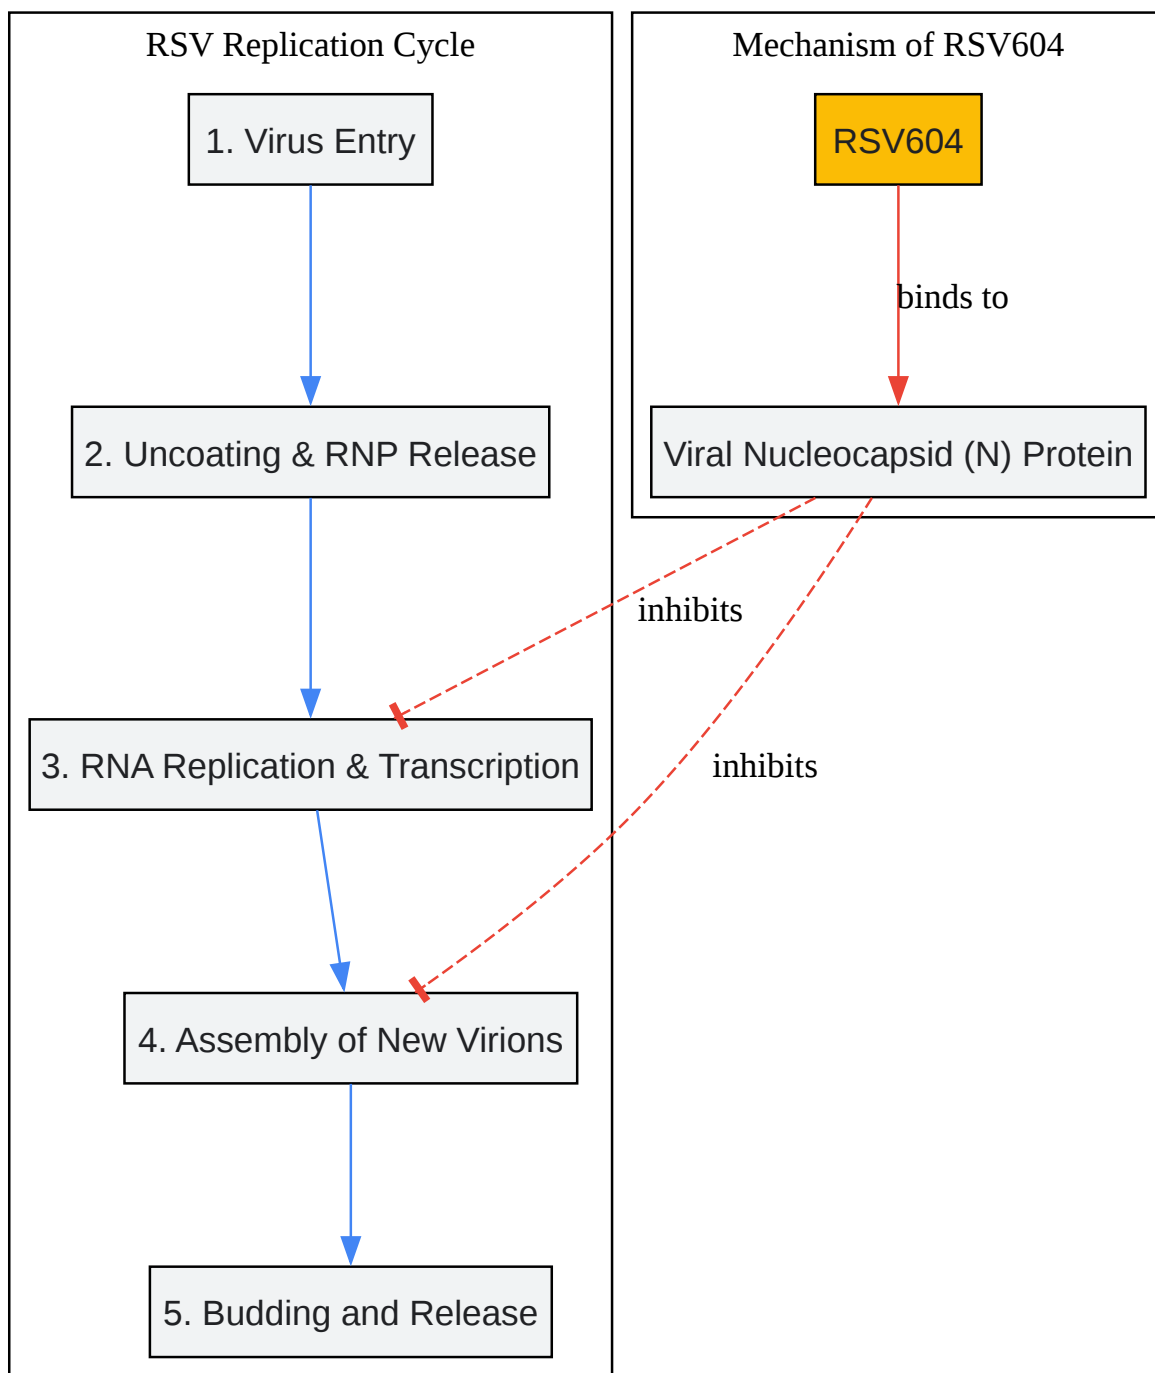 RSV Replication Cycle
1. Virus Entry
2. Uncoating & RNP Release
3. RNA Replication & Transcription
4. Assembly of New Virions
5. Budding and Release
Mechanism of RSV604
RSV604
binds to
Viral Nucleocapsid (N) Protein
inhibits
inhibits